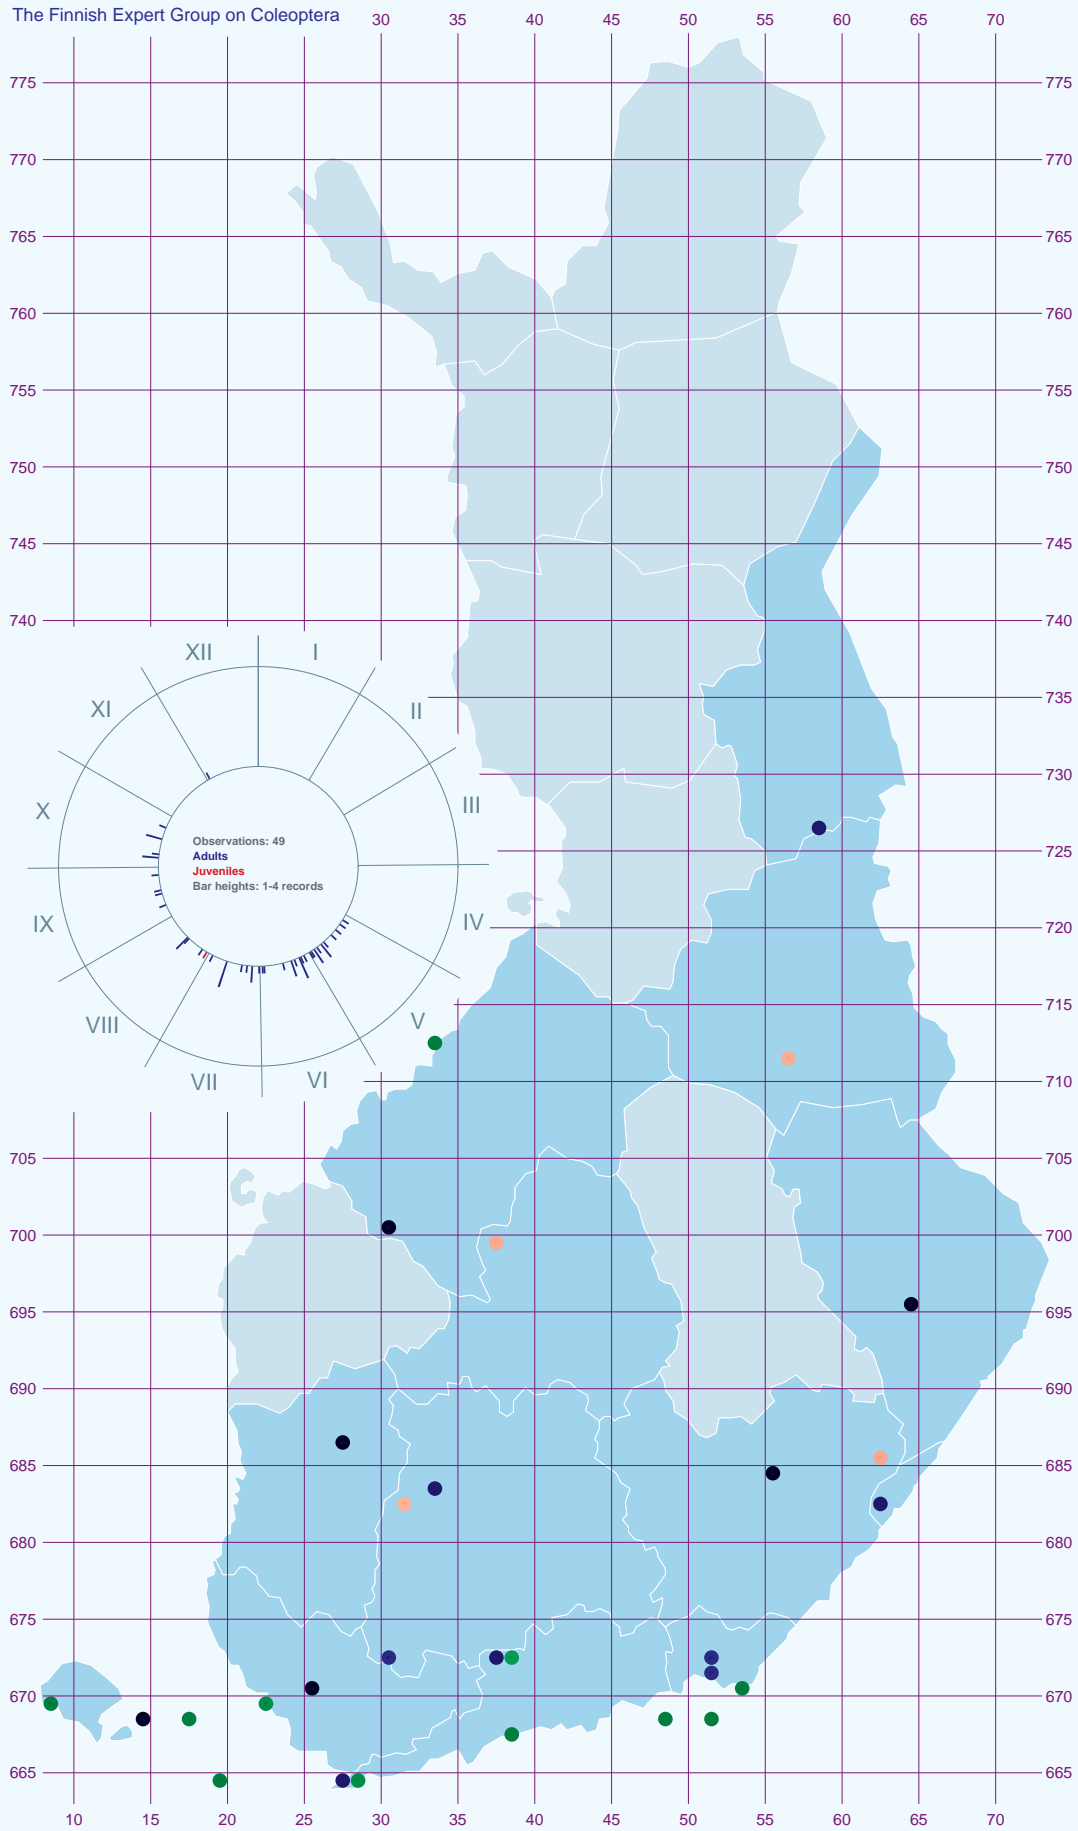 The Finnish Expert Group on Coleoptera
30 35 40 45 50 55 60 65 70
775 775
770 770
765 765
760 760
755 755
750 750
745 745
740 740
XII I
XI II
735
730
X III
725
IX IV
720
VIII V
715
VII VI
710
Observations: 49
Adults
Juveniles
Bar heights: 1-4 records
705
700 700
695 695
690 690
685 685
680 680
675 675
670 670
665 665
10 15 20 25 30 35 40 45 50 55 60 65 70